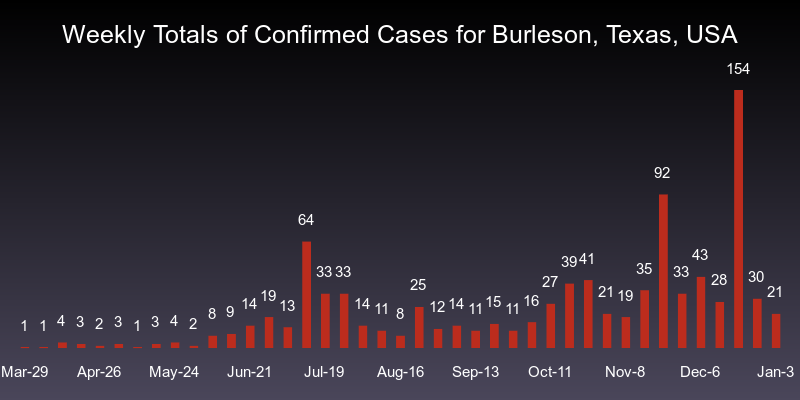 Weekly Totals of Confirmed Cases for Burleson, Texas, USA
154
92
64
43
39 41
33 33 35 33
25 27 28 30
19 21 19 21
14 13 14 11 12 14 11 15 11 16
8 9 8
1 1 4 3 2 3 1 3 4 2
Mar-29 Apr-26 May-24 Jun-21 Jul-19 Aug-16 Sep-13 Oct-11 Nov-8 Dec-6 Jan-3